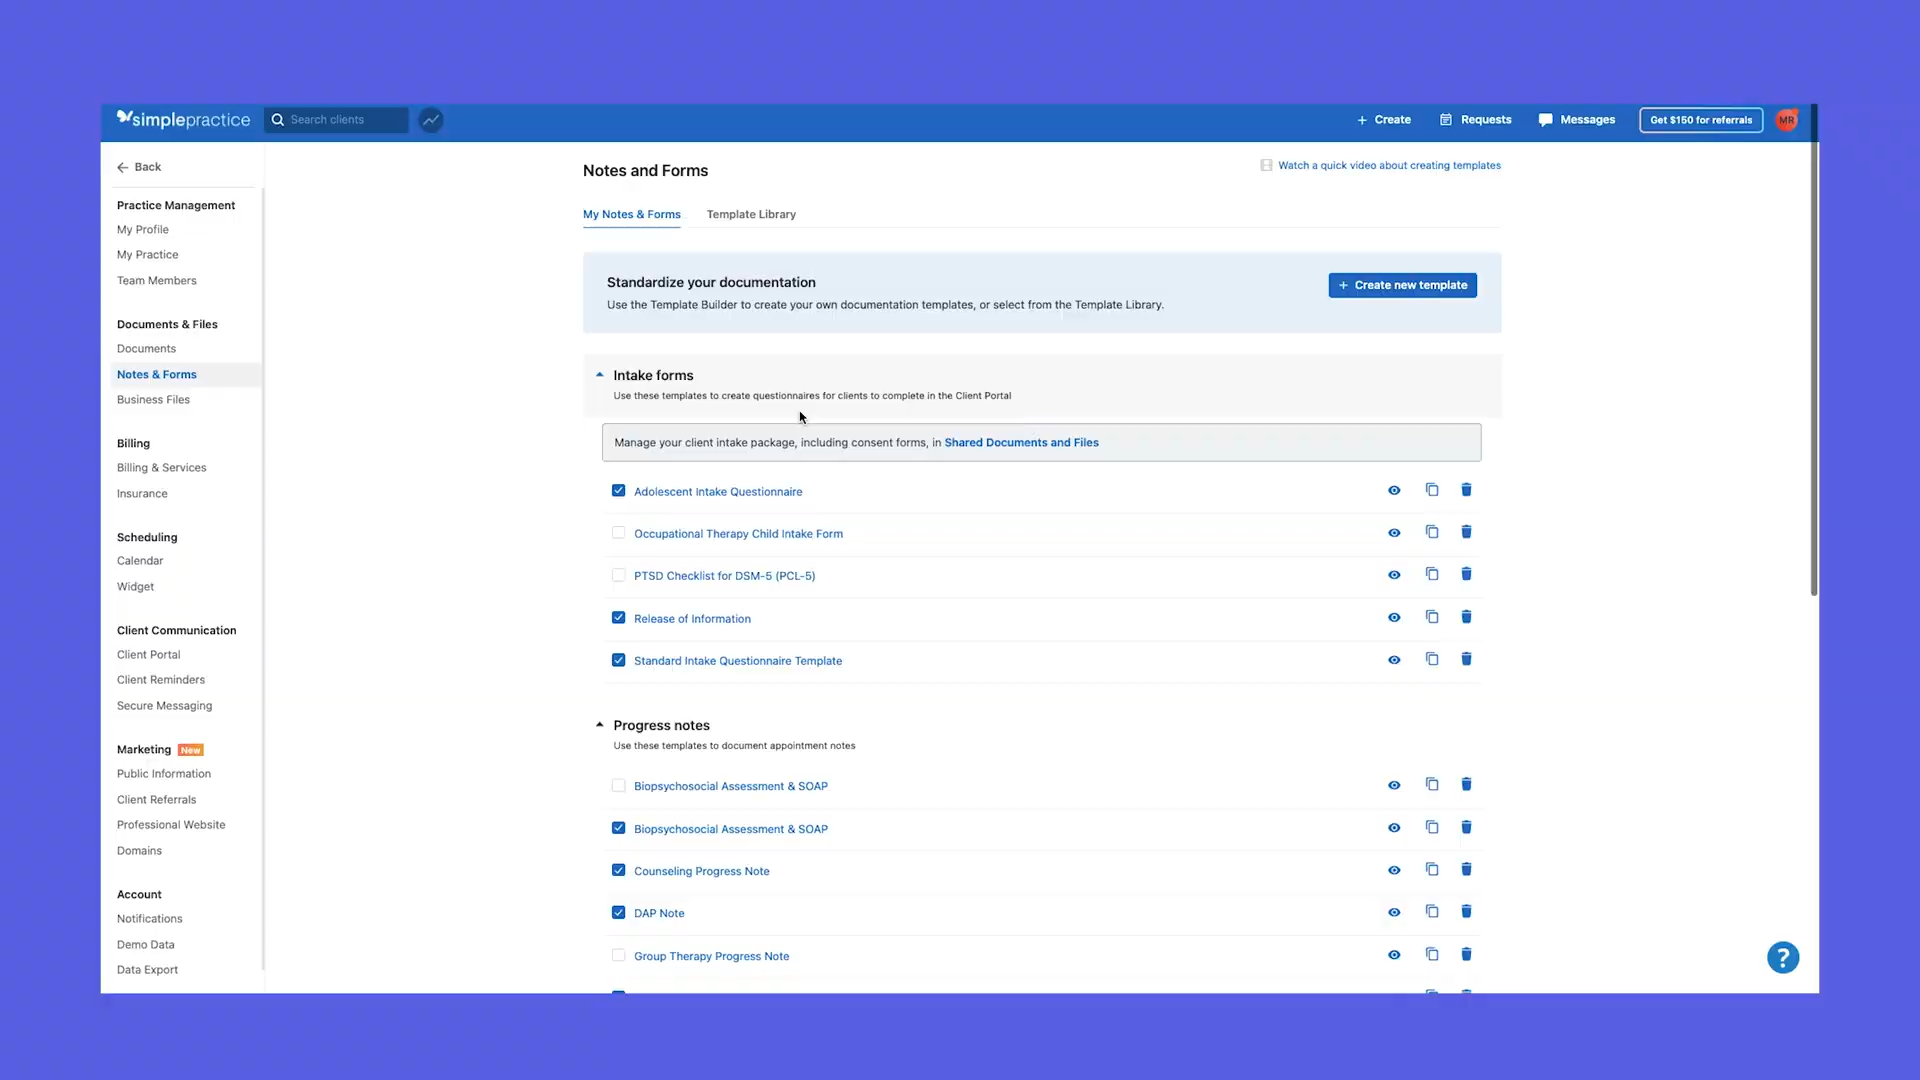 simplepractice
Search clients
Create
Requests
Messages
Get $150 for referrals
MR
Back
Practice Management
My Profile
My Practice
Team Members
Documents & Files
Documents
Notes & Forms
Business Files
Billing
Billing & Services
Insurance
Scheduling
Calendar
Widget
Client Communication
Client Portal
Client Reminders
Secure Messaging
Marketing New
Public Information
Client Referrals
Professional Website
Domains
Account
Notifications
Demo Data
Data Export
Notes and Forms
Watch a quick video about creating templates
My Notes & Forms
Template Library
Standardize your documentation
Use the Template Builder to create your own documentation templates, or select from the Template Library.
+ Create new template
Intake forms
Use these templates to create questionnaires for clients to complete in the Client Portal
Manage your client intake package, including consent forms, in Shared Documents and Files
Adolescent Intake Questionnaire
Occupational Therapy Child Intake Form
PTSD Checklist for DSM-5 (PCL-5)
Release of Information
Standard Intake Questionnaire Template
Progress notes
Use these templates to document appointment notes
Biopsychosocial Assessment & SOAP
Biopsychosocial Assessment & SOAP
Counseling Progress Note
DAP Note
Group Therapy Progress Note
?